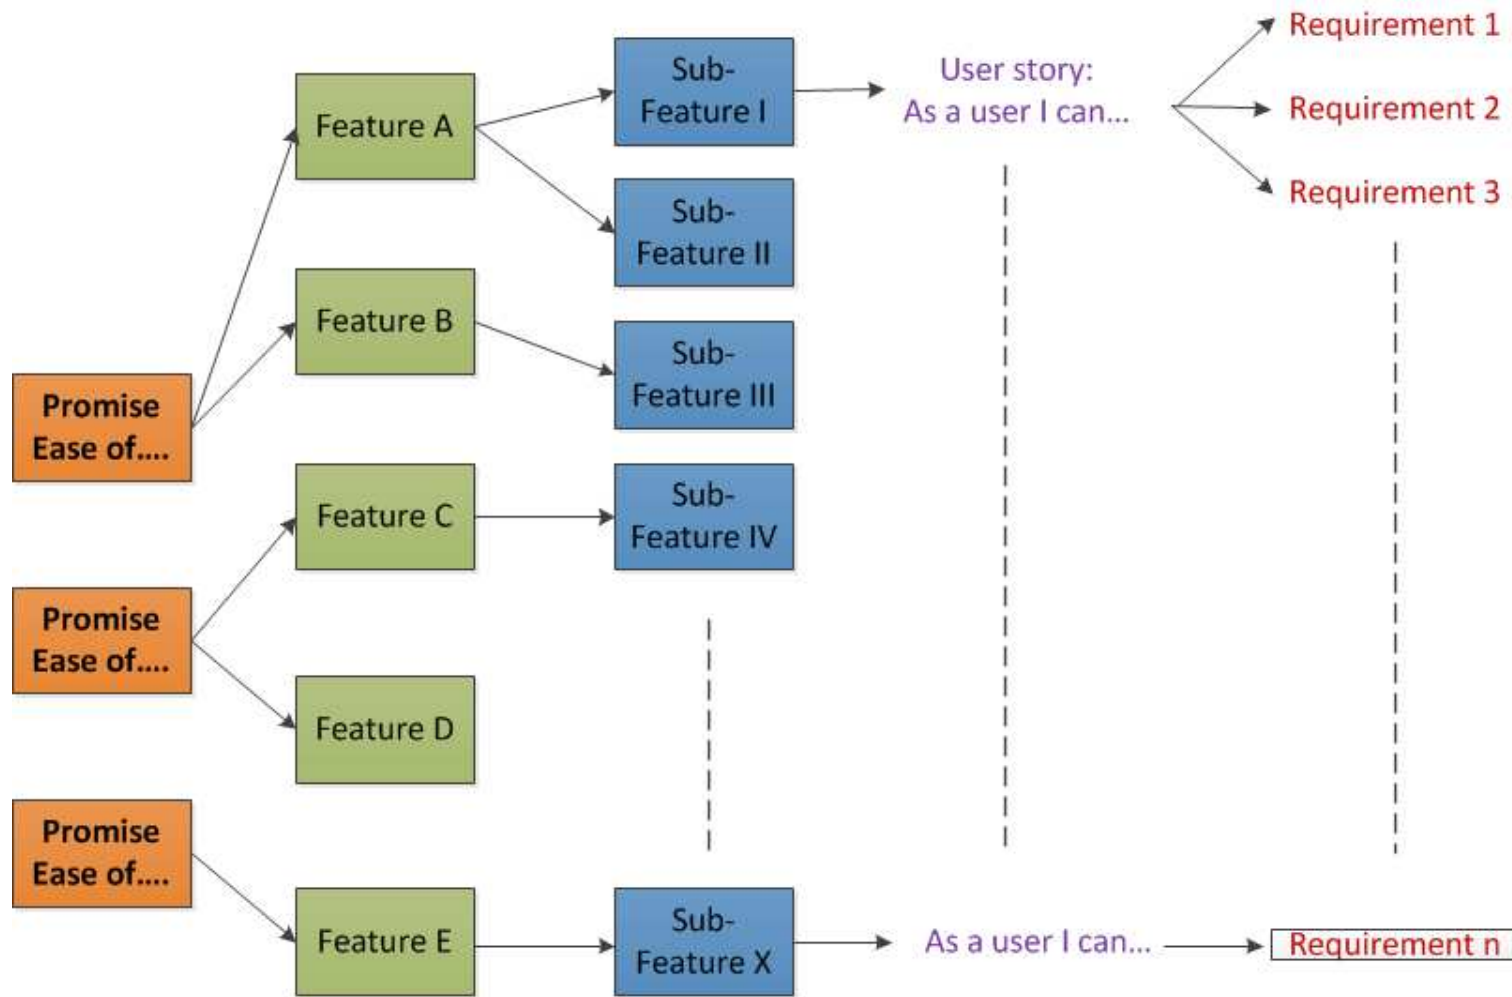 Promise
Ease of....
Promise
Ease of....
Promise
Ease of....
Feature A
Feature B
Feature C
Feature D
Feature E
Sub-
Feature I
Sub-
Feature II
Sub-
Feature III
Sub-
Feature IV
Sub-
Feature X
User story:
As a user I can...
As a user I can...
Requirement 1
Requirement 2
Requirement 3
Requirement n